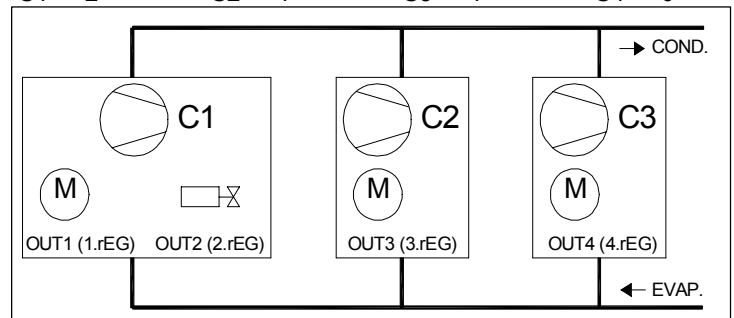 COND.
C1
C2
C3
M
M
M
OUT1 (1.rEG) OUT2 (2.rEG)
OUT3 (3.rEG)
OUT4 (4.rEG)
EVAP.